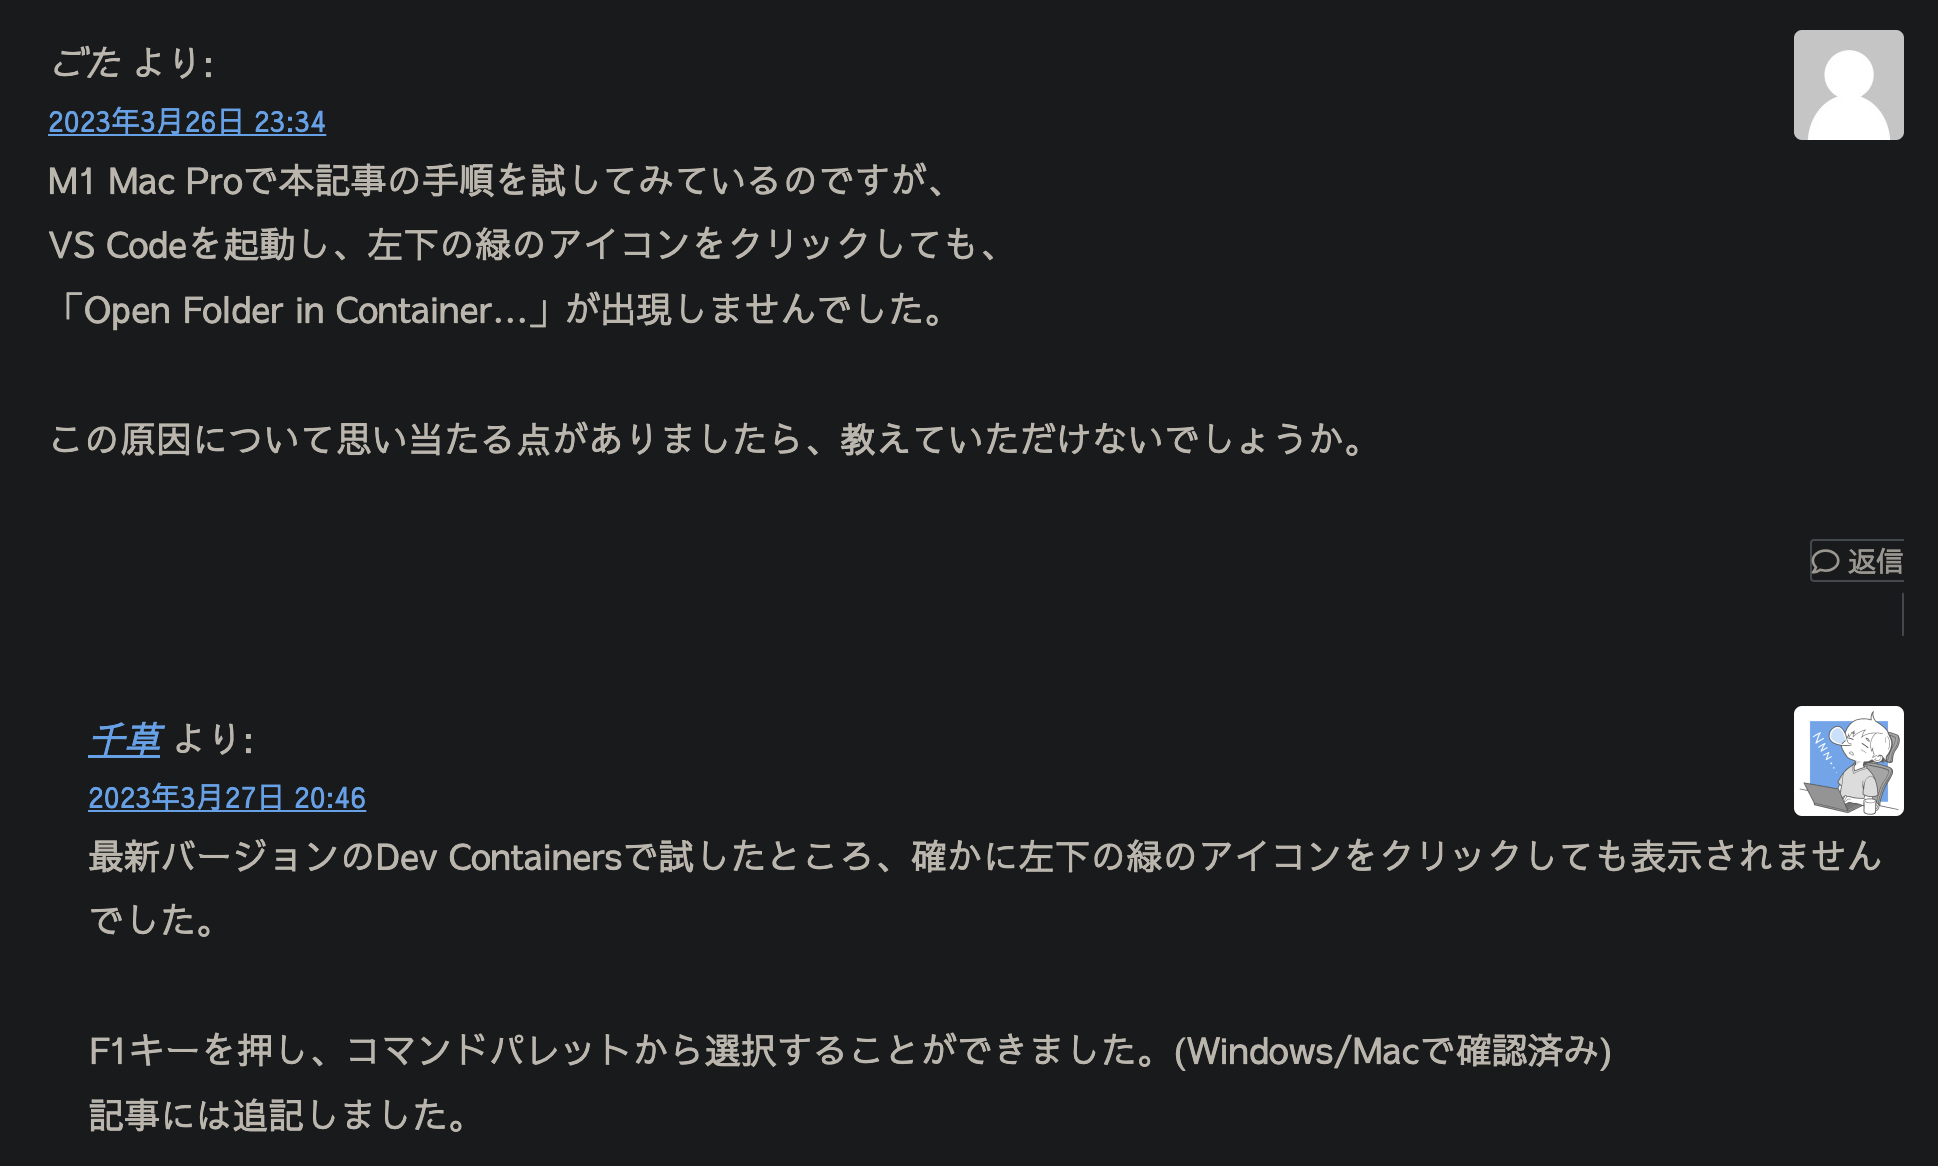 ごた より:
2023年3月26日 23:34
M1 Mac Proで本記事の手順を試してみているのですが、
VS Codeを起動し、左下の緑のアイコンをクリックしても、
「Open Folder in Container…」が出現しませんでした。
この原因について思い当たる点がありましたら、教えていただけないでしょうか。
返信
千草 より:
2023年3月27日 20:46
zzz...
最新バージョンのDev Containersで試したところ、確かに左下の緑のアイコンをクリックしても表示されません
でした。
F1キーを押し、コマンドパレットから選択することができました。(Windows/Macで確認済み)
記事には追記しました。